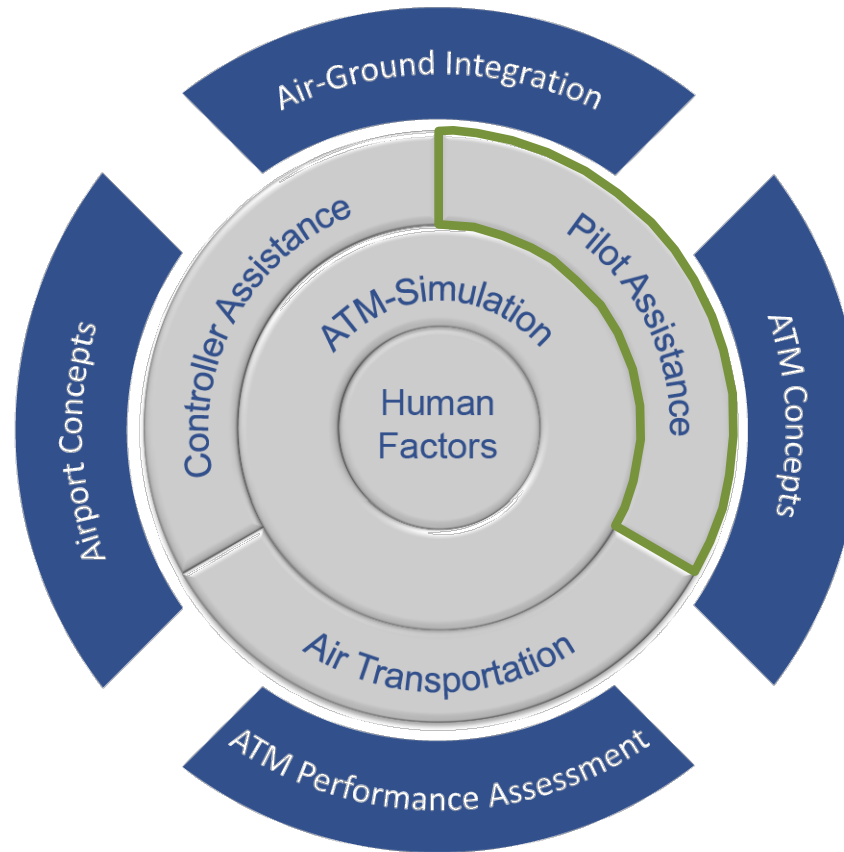 Air-Ground Integration
Controller Assistance
Pilot Assistance
ATM-Simulation
Human
Factors
Airport Concepts
ATM Concepts
Air Transportation
ATM Performance Assessment